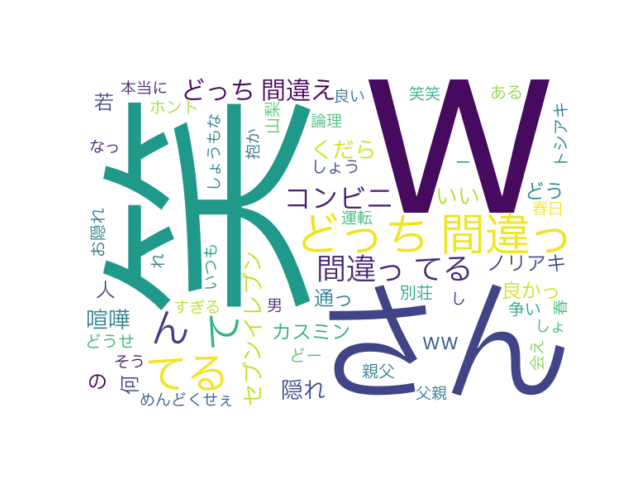 笑
w
さん
どっち 間違っ
どっち 間違え
間違っ てる
コンビニ
てる
ん
て
本当に
若
ホント
山梨
良い
笑笑
ある
論理
くだら
しょう
なっ
しょうもな
抱か
いい
どう
トシアキ
ー
運転
春日
お隠れ
れ
いつも
セブンイレブン
ノリアキ
人
すぎる
男
通っ
別荘
し
良かっ
喧嘩
カスミン
ww
争い
春
しょ
どうせ
そう
どー
会え
の
何
めんどくせぇ
隠れ
親父
父親